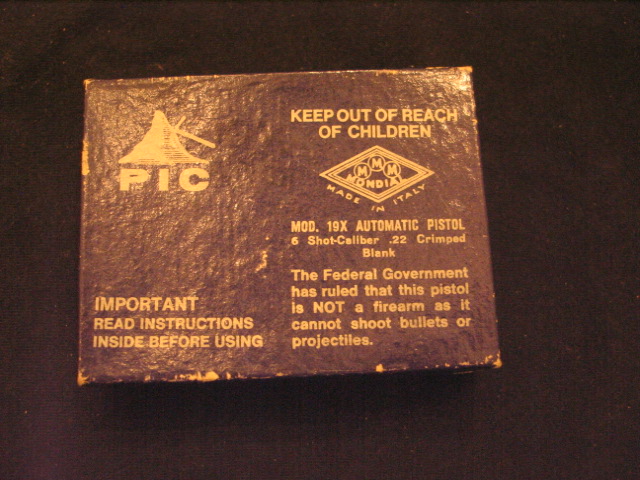 PIC
IMPORTANT
READ INSTRUCTIONS
INSIDE BEFORE USING
KEEP OUT OF REACH
OF CHILDREN
MMM
MONDIAL
MADE IN ITALY
MOD. 19X AUTOMATIC PISTOL
6 Shot-Caliber .22 Crimped
Blank
The Federal Government
has ruled that this pistol
is NOT a firearm as it
cannot shoot bullets or
projectiles.